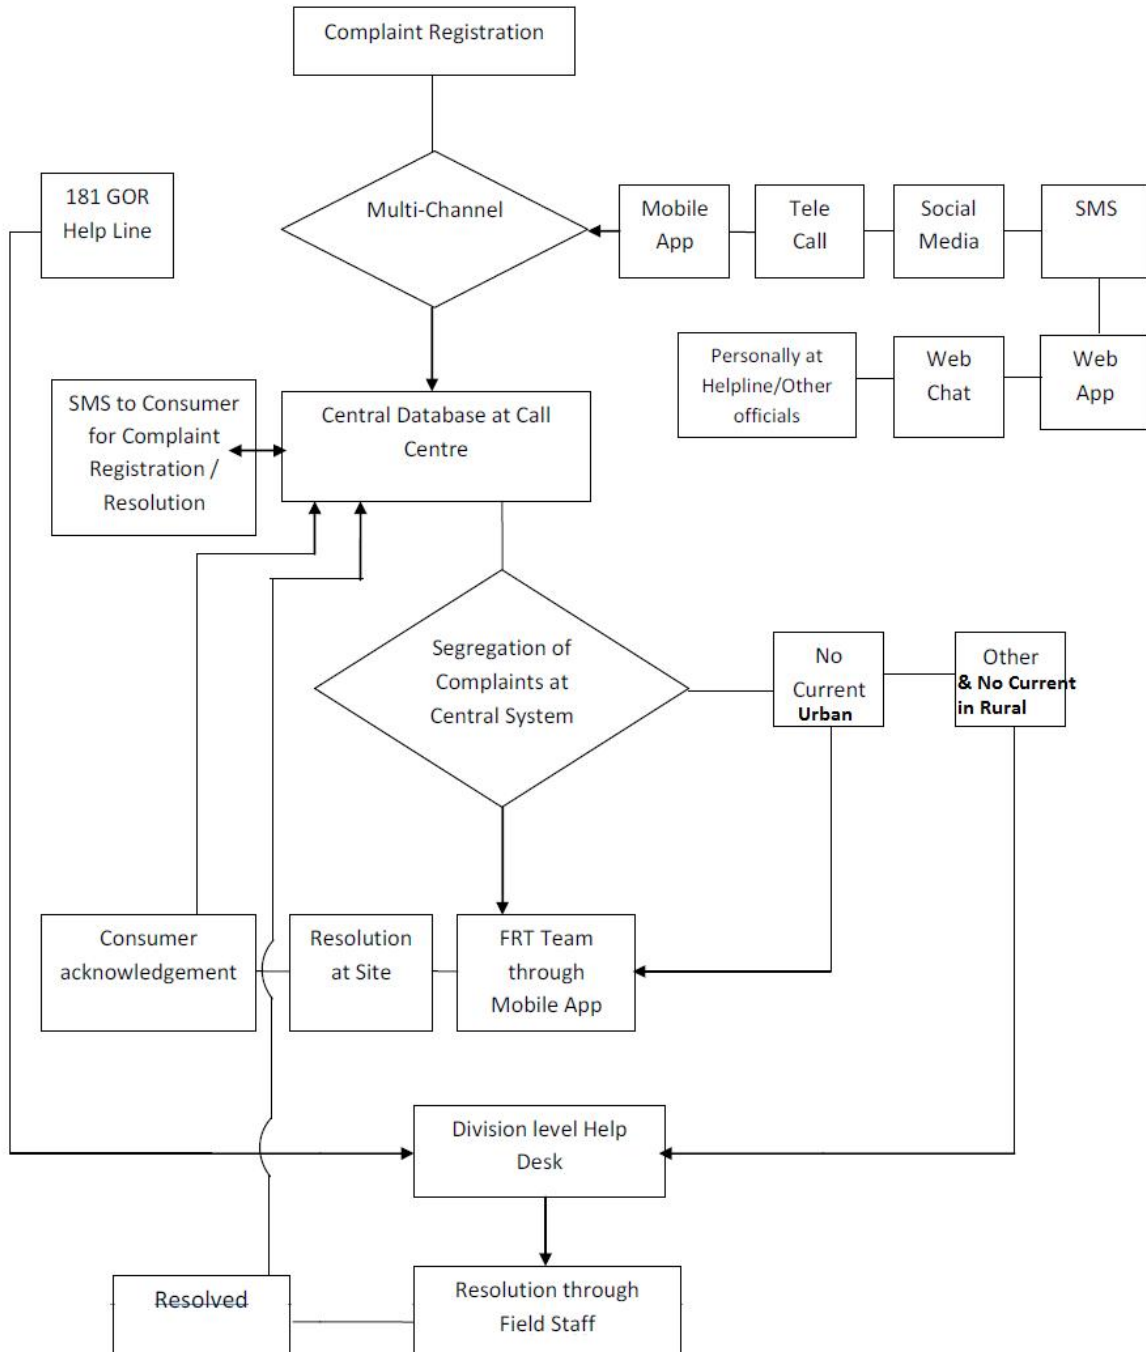 Complaint Registration
181 GOR
Help Line
Multi-Channel
Mobile
App
Tele
Call
Social
Media
SMS
Personally at
Helpline/Other
officials
Web
Chat
Web
App
SMS to Consumer
for Complaint
Registration /
Resolution
Central Database at Call
Centre
Segregation of
Complaints at
Central System
No
Current
Urban
Other
& No Current
in Rural
Consumer
acknowledgement
Resolution
at Site
FRT Team
through
Mobile App
Division level Help
Desk
Resolved
Resolution through
Field Staff